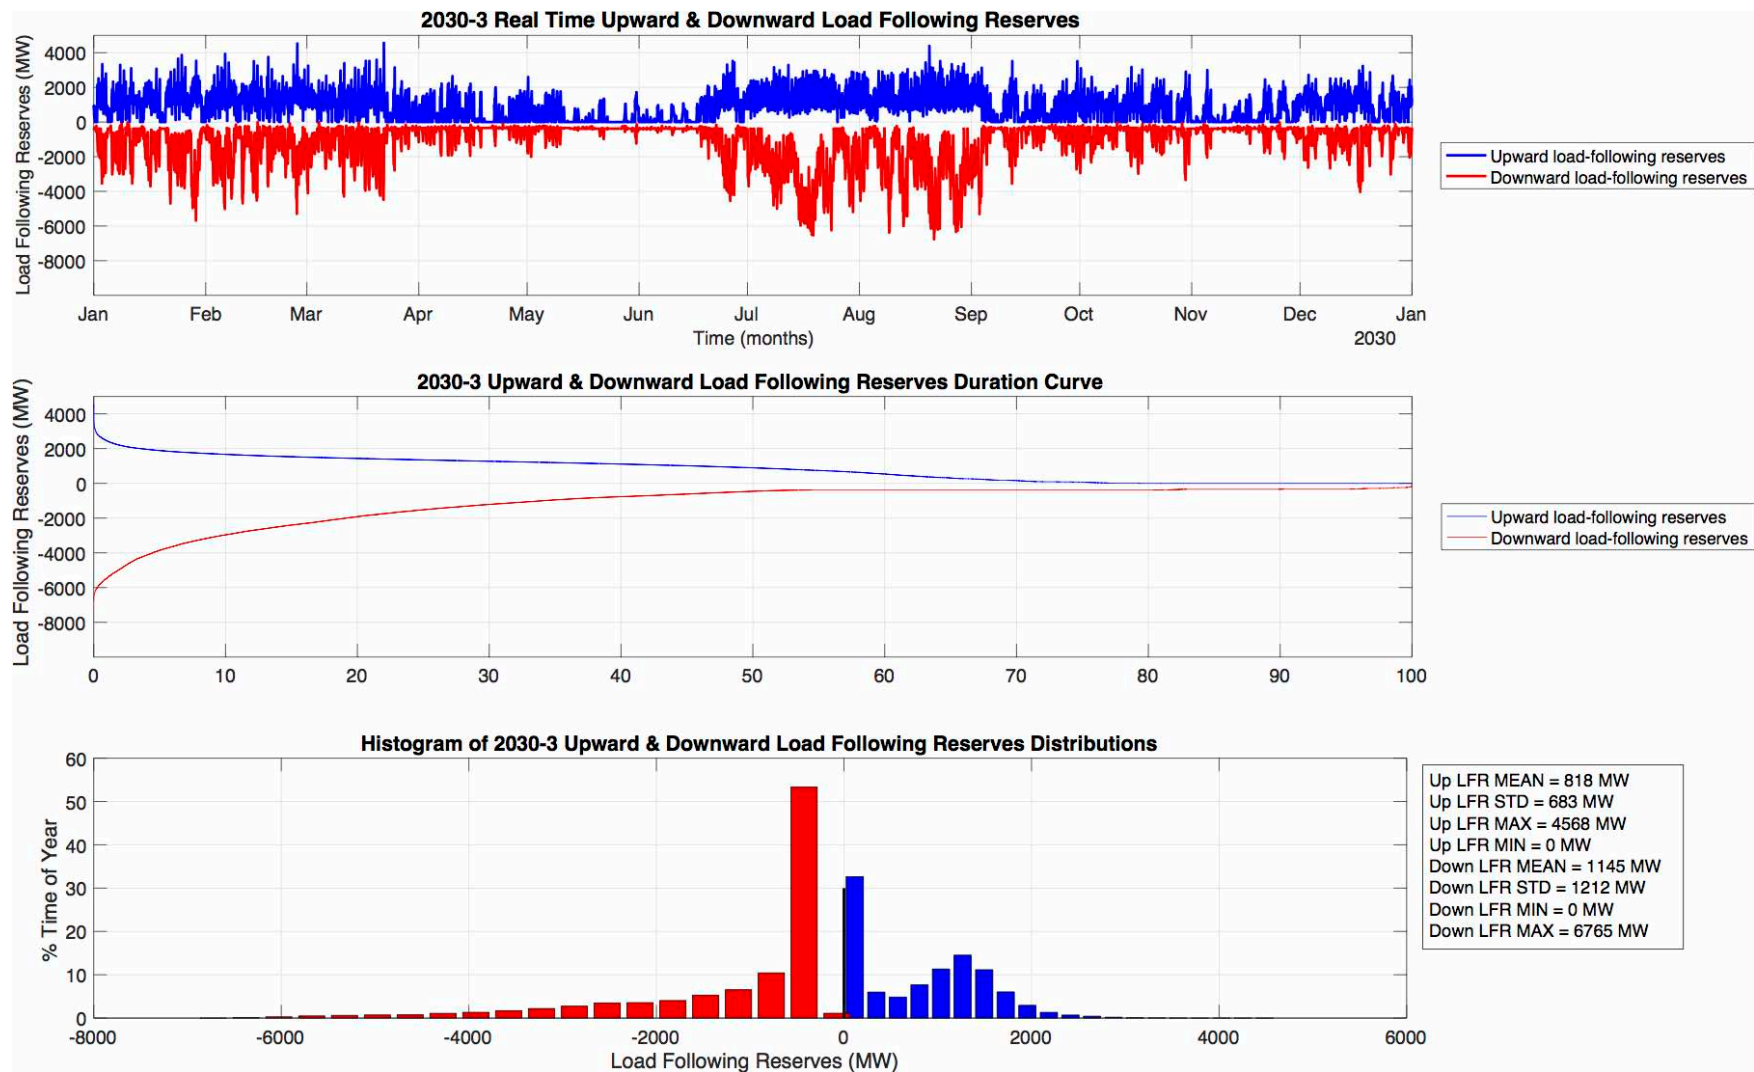 2030-3 Real Time Upward & Downward Load Following Reserves
Load Following Reserves (MW)
4000
2000
0
-2000
-4000
-6000
-8000
Jan Feb Mar Apr May Jun Jul Aug Sep Oct Nov Dec Jan
Time (months)
2030
Upward load-following reserves
Downward load-following reserves
2030-3 Upward & Downward Load Following Reserves Duration Curve
Load Following Reserves (MW)
4000
2000
0
-2000
-4000
-6000
-8000
0 10 20 30 40 50 60 70 80 90 100
Upward load-following reserves
Downward load-following reserves
Histogram of 2030-3 Upward & Downward Load Following Reserves Distributions
% Time of Year
60
50
40
30
20
10
0
-8000 -6000 -4000 -2000 0 2000 4000 6000
Load Following Reserves (MW)
Up LFR MEAN = 818 MW
Up LFR STD = 683 MW
Up LFR MAX = 4568 MW
Up LFR MIN = 0 MW
Down LFR MEAN = 1145 MW
Down LFR STD = 1212 MW
Down LFR MIN = 0 MW
Down LFR MAX = 6765 MW